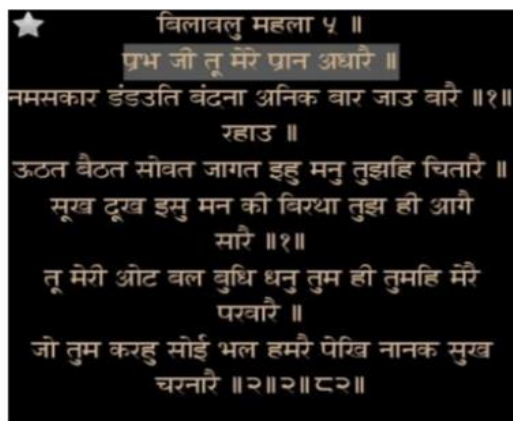 बिलावलु महला ५ ॥
प्रभ जी तू मेरे प्रान अधारै ॥
नमसकार डंडउति बंदना अनिक बार जाउ बारै ॥१॥
रहाउ ॥
ऊठत बैठत सोवत जागत इहु मनु तुझहि चितारै ॥
सूख दूख इसु मन की बिरथा तुझ ही आगै
सारै ॥१॥
तू मेरी ओट बल बुधि धनु तुम ही तुमहि मेरै
परवारै ॥
जो तुम करहु सोई भल हमरै पेखि नानक सुख
चरनारै ॥२॥२॥८२॥